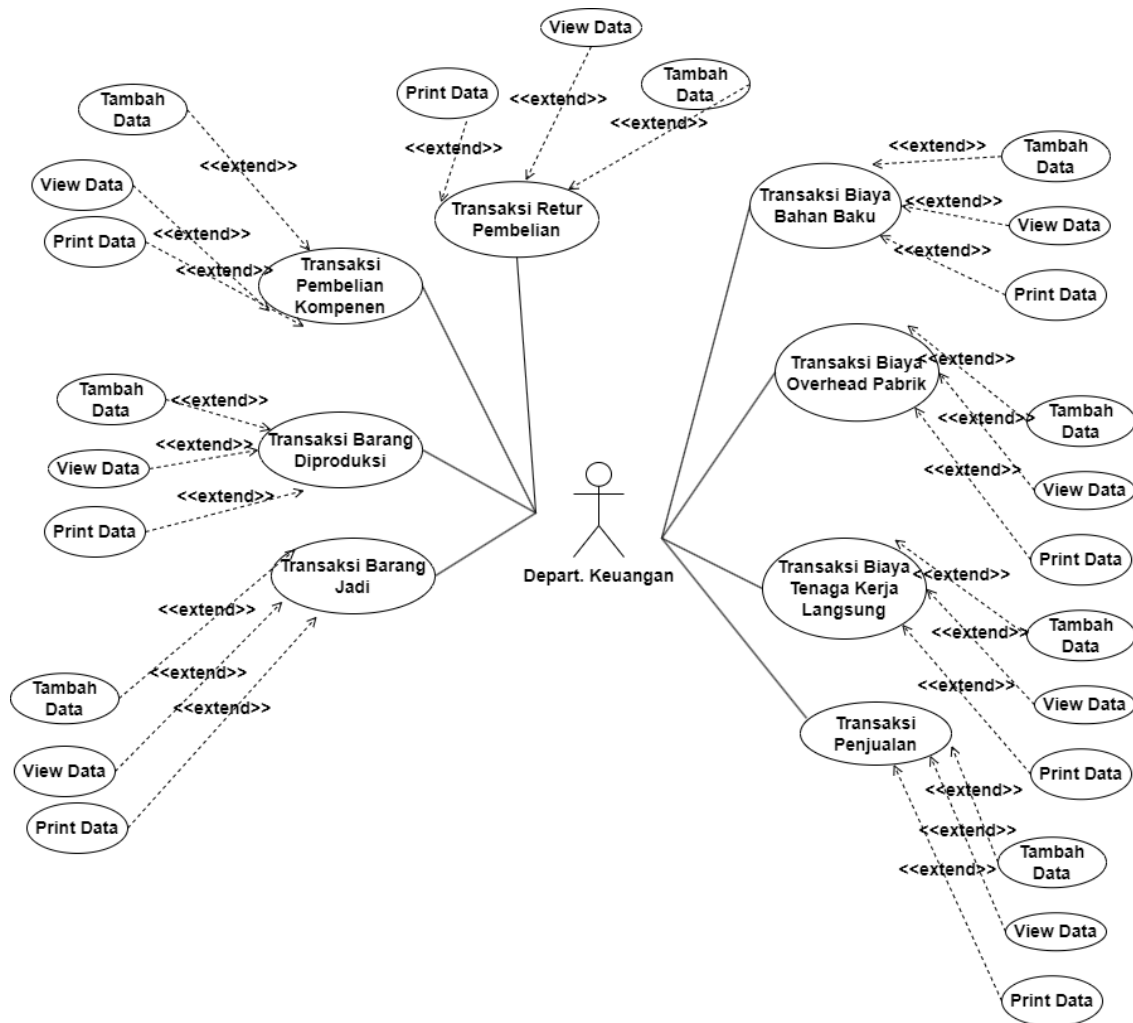 View Data
<<extend>>
Tambah
Data
Print Data
<<extend>>
<<extend>>
Transaksi Retur
Pembelian
Tambah
Data
<<extend>>
View Data
<<extend>>
Print Data
<<extend>>
Transaksi
Pembelian
Kompenen
Tambah
Data
<<extend>>
View Data
<<extend>>
Print Data
<<extend>>
Transaksi Barang
Diproduksi
Transaksi Barang
Jadi
<<extend>>
Tambah
Data
<<extend>>
View Data
<<extend>>
Print Data
Depart. Keuangan
Transaksi Biaya
Bahan Baku
<<extend>>
Tambah
Data
<<extend>>
View Data
<<extend>>
Print Data
Transaksi Biaya
Overhead Pabrik
<<extend>>
Tambah
Data
<<extend>>
View Data
<<extend>>
Print Data
Transaksi Biaya
Tenaga Kerja
Langsung
<<extend>>
Tambah
Data
<<extend>>
View Data
<<extend>>
Print Data
Transaksi
Penjualan
<<extend>>
Tambah
Data
<<extend>>
View Data
<<extend>>
Print Data